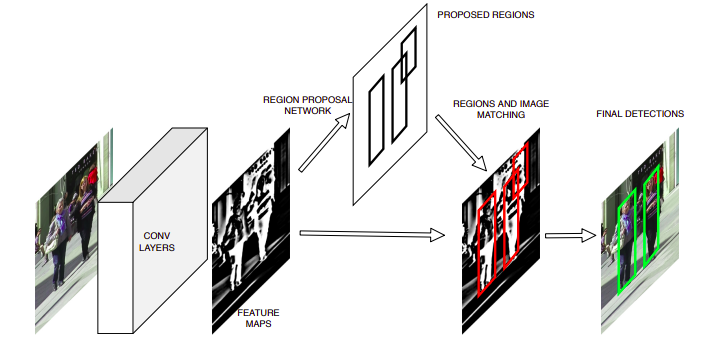 PROPOSED REGIONS
REGION PROPOSAL
NETWORK
REGIONS AND IMAGE
MATCHING
FINAL DETECTIONS
CONV
LAYERS
FEATURE
MAPS